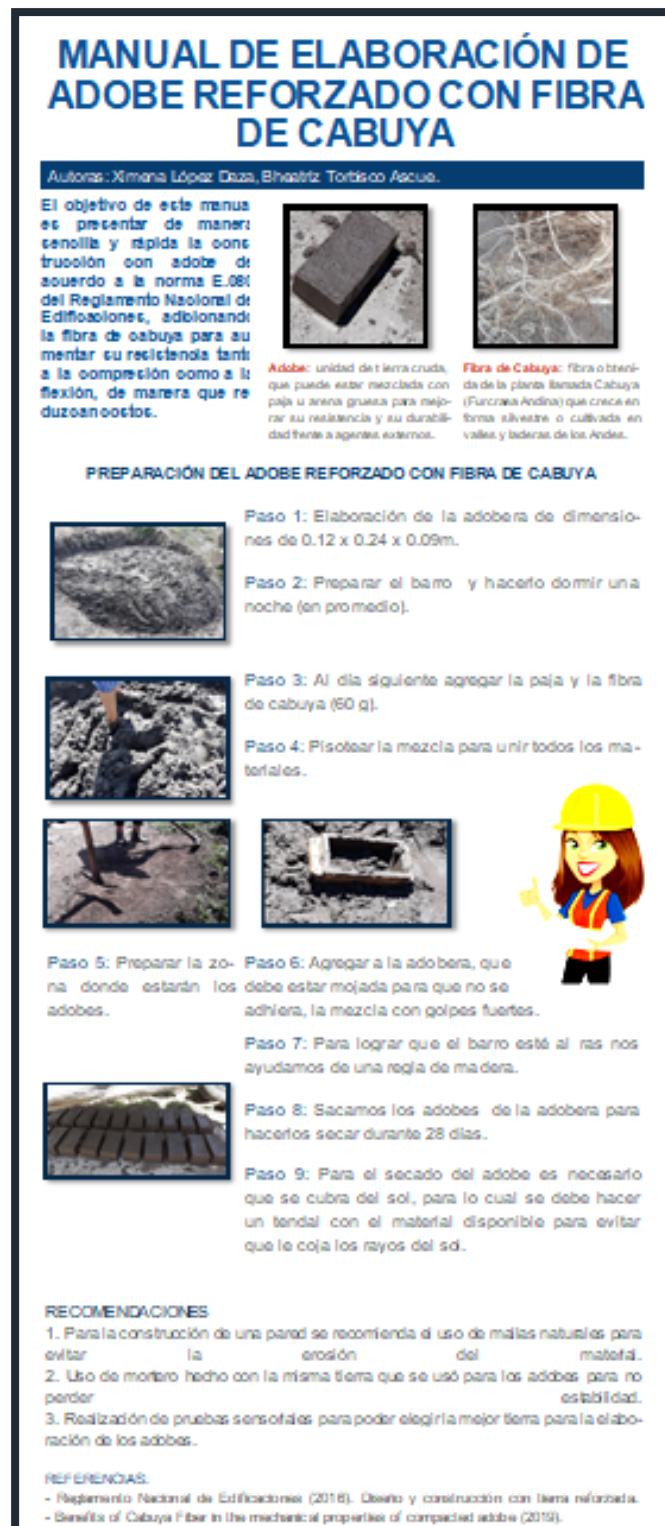 MANUAL DE ELABORACIÓN DE
ADOBE REFORZADO CON FIBRA
DE CABUYA
Autoras: Ximena López Daza, Bheatriz Torbisco Ascue.
El objetivo de este manua
es presentar de manera
sencilla y rápida la cons
trucción con adobe de
acuerdo a la norma E.080
del Reglamento Nacional de
Edificaciones, adicionando
la fibra de cabuya para au
mentar su resistencia tant
a la compresión como a la
flexión, de manera que re
duzcan costos.
Adobe: unidad de tierra cruda,
que puede estar mezclada con
paja u arena gruesa para mejo-
rar su resistencia y su durabili-
dad frente a agentes externos.
Fibra de Cabuya: fibra obteni-
da de la planta llamada Cabuya
(Furcraea Andina) que crece en
forma silvestre o cultivada en
valles y laderas de los Andes.
PREPARACIÓN DEL ADOBE REFORZADO CON FIBRA DE CABUYA
Paso 1: Elaboración de la adobera de dimensio-
nes de 0.12 x 0.24 x 0.09m.
Paso 2: Preparar el barro y hacerlo dormir una
noche (en promedio).
Paso 3: Al día siguiente agregar la paja y la fibra
de cabuya (60 g).
Paso 4: Pisotear la mezcla para unir todos los ma-
teriales.
Paso 5: Preparar la zo-
na donde estarán los
adobes.
Paso 6: Agregar a la adobera, que
debe estar mojada para que no se
adhiera, la mezcla con golpes fuertes.
Paso 7: Para lograr que el barro esté al ras nos
ayudamos de una regla de madera.
Paso 8: Sacamos los adobes de la adobera para
hacerlos secar durante 28 días.
Paso 9: Para el secado del adobe es necesario
que se cubra del sol, para lo cual se debe hacer
un tendal con el material disponible para evitar
que le coja los rayos del sol.
RECOMENDACIONES
1. Para la construcción de una pared se recomienda el uso de mallas naturales para
evitar la erosión del material.
2. Uso de mortero hecho con la misma tierra que se usó para los adobes para no
perder estabilidad.
3. Realización de pruebas sensoriales para poder elegir la mejor tierra para la elabo-
ración de los adobes.
REFERENCIAS:
- Reglamento Nacional de Edificaciones (2016). Diseño y construcción con tierra reforzada.
- Benefits of Cabuya Fiber in the mechanical properties of compacted adobe (2019).